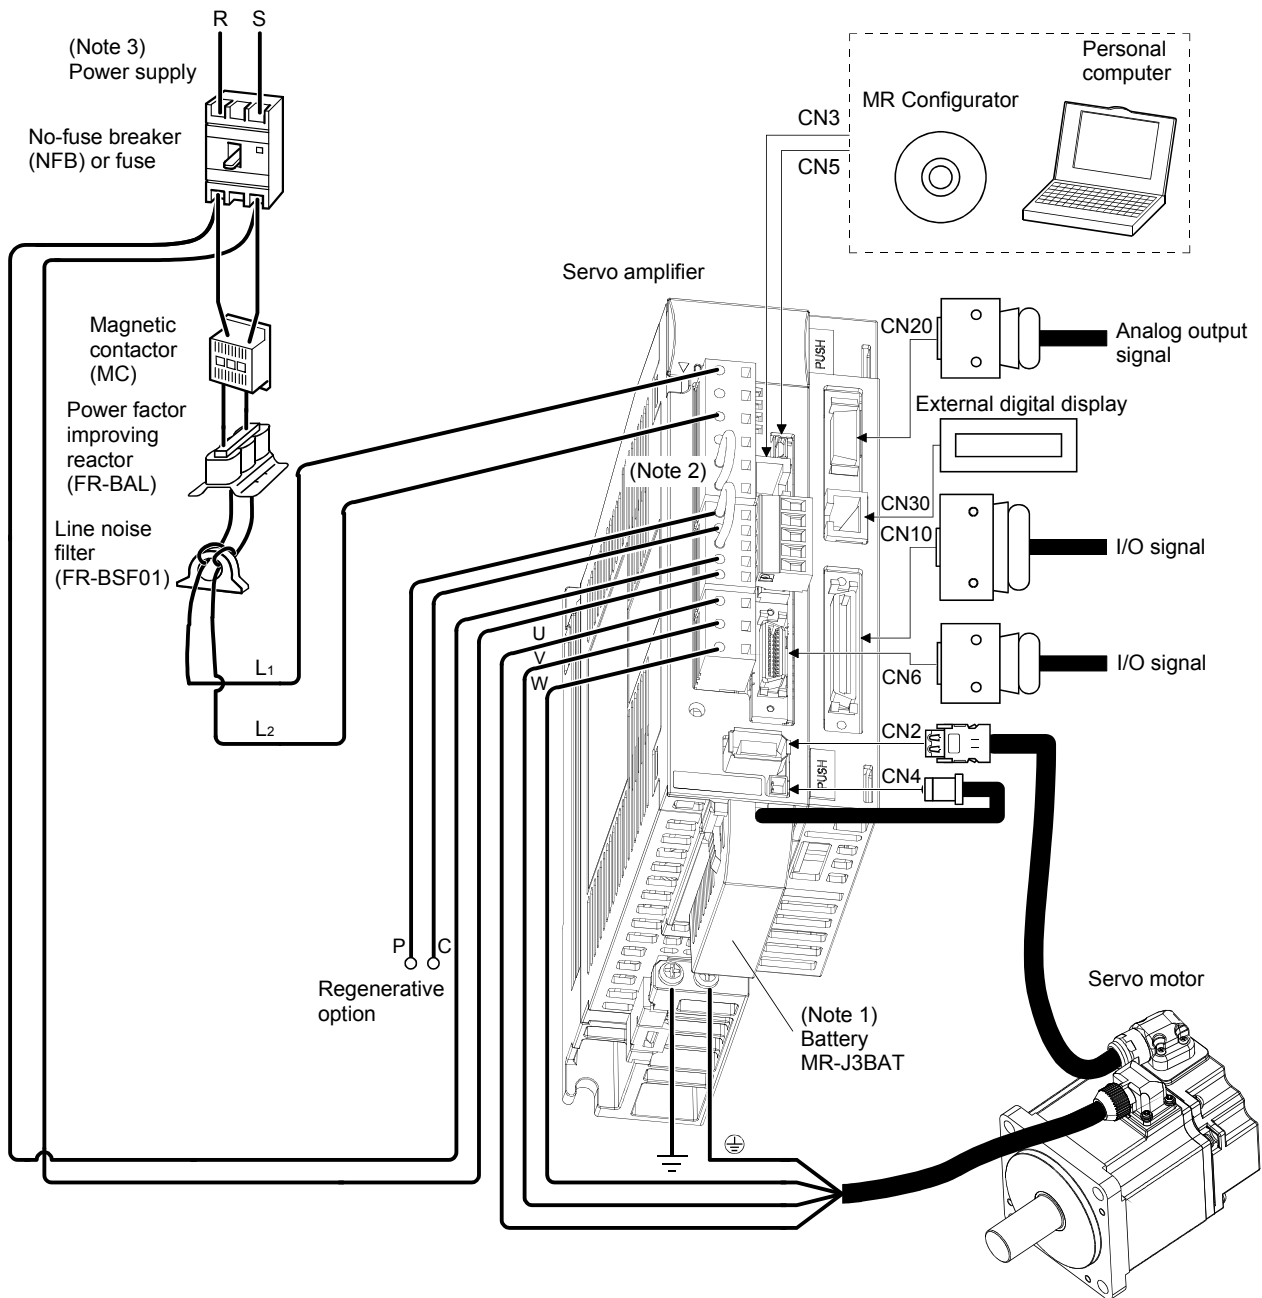 R S
(Note 3)
Power supply
No-fuse breaker
(NFB) or fuse
Magnetic
contactor
(MC)
Power factor
improving
reactor
(FR-BAL)
Line noise
filter
(FR-BSF01)
L1
L2
Personal
computer
MR Configurator
CN3
CN5
Servo amplifier
PUSH
CN20
Analog output
signal
External digital display
(Note 2)
CN30
CN10
I/O signal
U
V
W
CN6
I/O signal
CN2
PUSH
CN4
P C
Regenerative
option
(Note 1)
Battery
MR-J3BAT
Servo motor